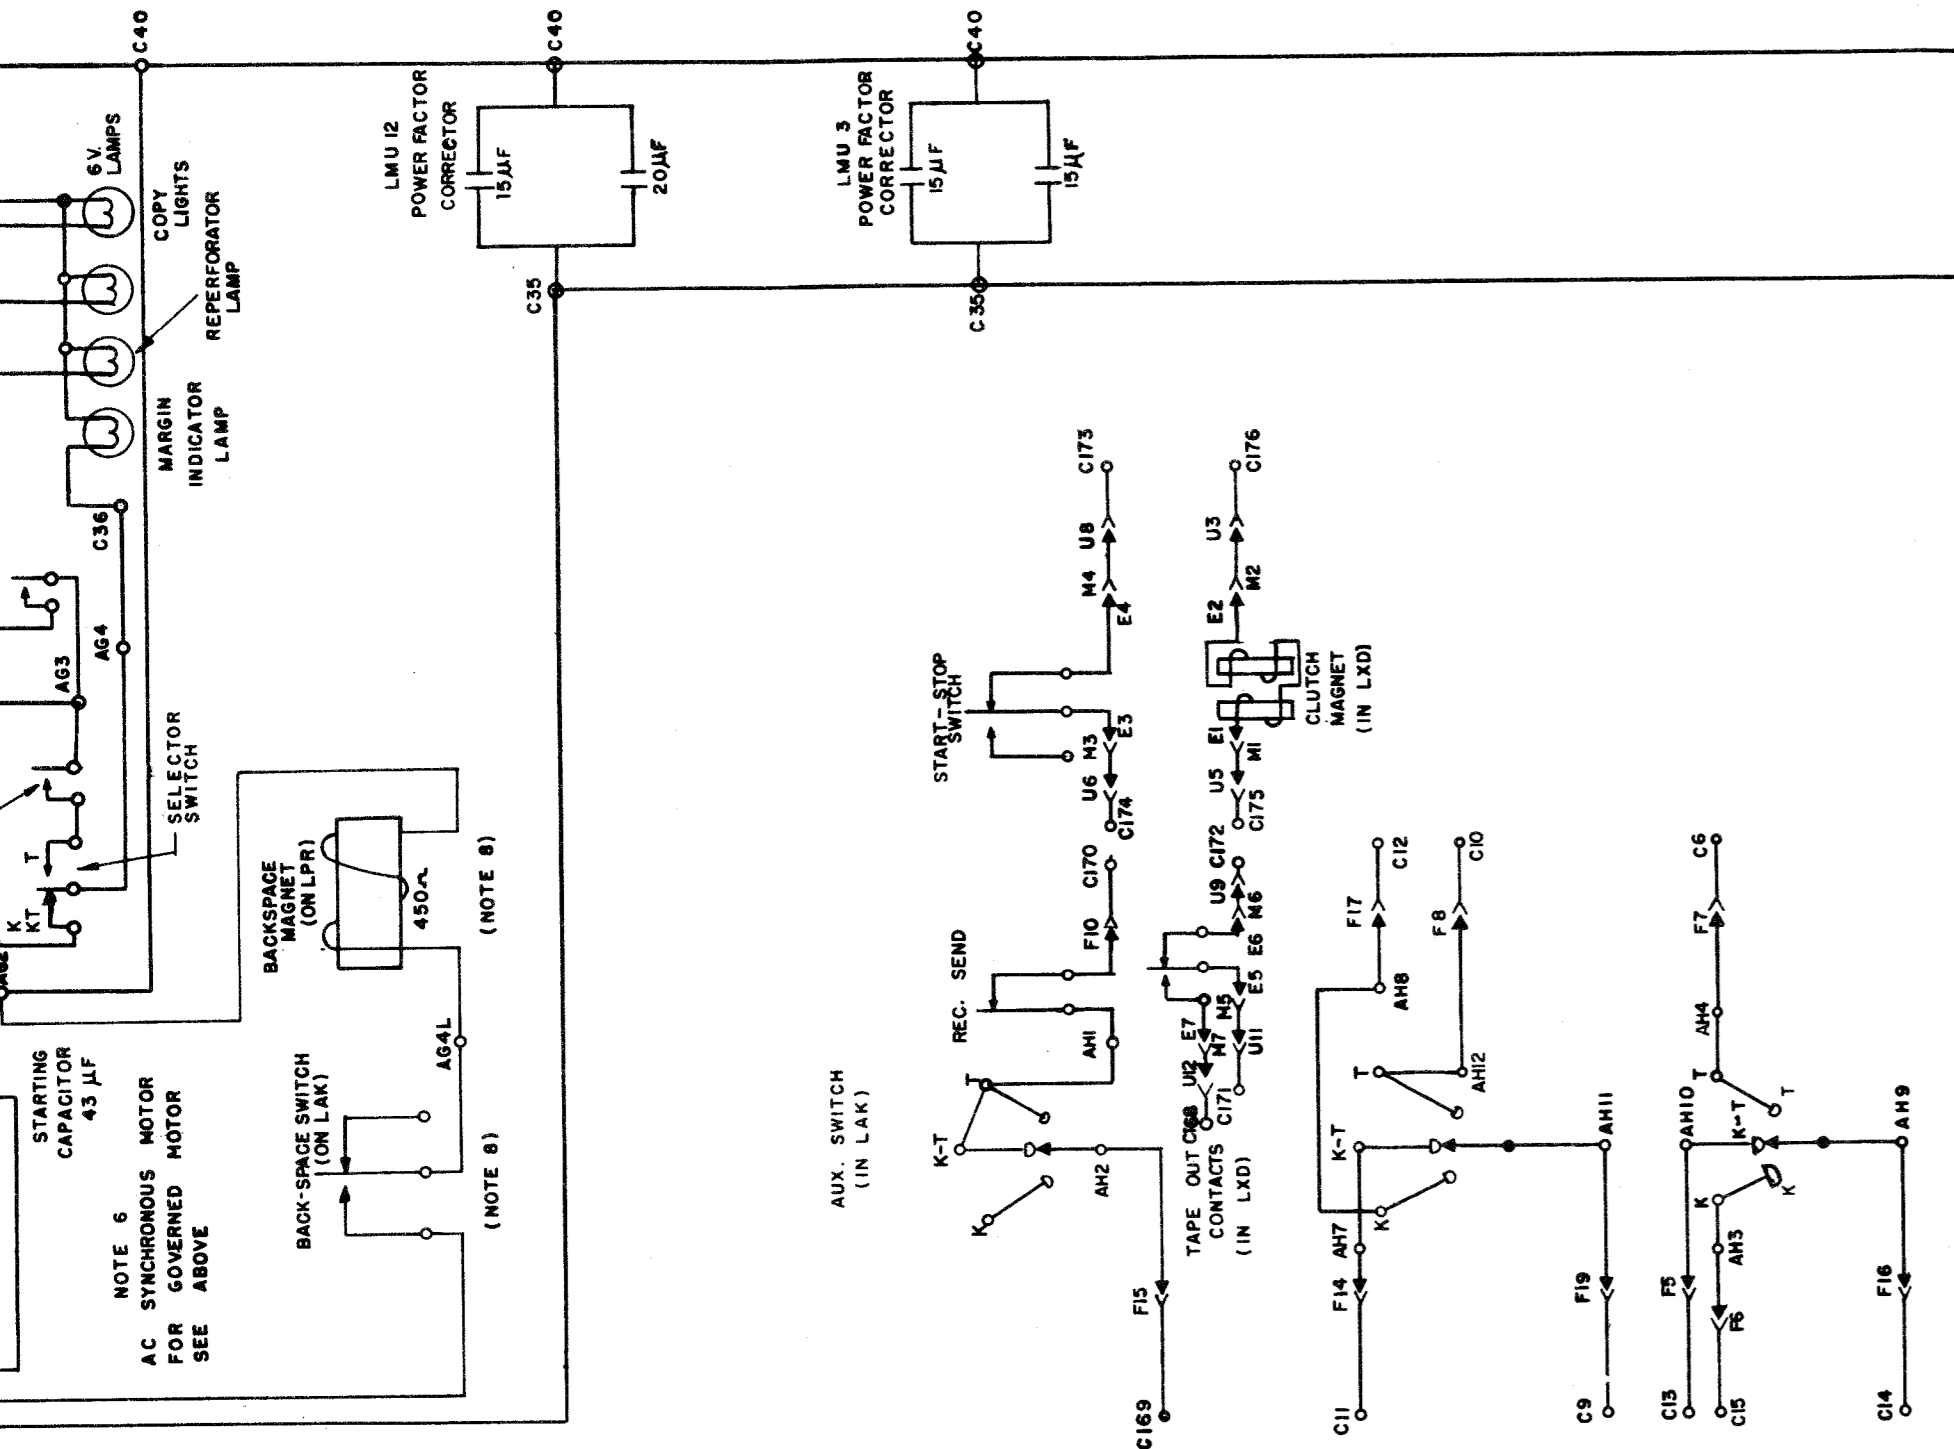 C40
C40
C40
6V.
LAMPS
COPY
LIGHTS
REPERFORATOR
LAMP
MARGIN
INDICATOR
LAMP
C36
AG4
AG3
SELECTOR
SWITCH
T
K
KT
LMU 12
POWER FACTOR
CORRECTOR
15µF
20µF
C35
LMU 3
POWER FACTOR
CORRECTOR
15µF
15µF
C35
BACKSPACE
MAGNET
(ON LPR)
450Ω
(NOTE 8)
AG4L
BACK-SPACE SWITCH
(ON LAK)
(NOTE 8)
STARTING
CAPACITOR
43 µF
NOTE 6
AC SYNCHRONOUS MOTOR
FOR GOVERNED MOTOR
SEE ABOVE
START-STOP
SWITCH
C173
U8
M4
E4
E3
M3
U6
C174
C176
U3
M2
E2
CLUTCH
MAGNET
(IN LXD)
E1
M1
U5
C175
REC. SEND
C170
F10
AH1
AUX. SWITCH
(IN LAK)
T
K-T
K
AH2
F15
C169
C172
U9
M6
E6
E5
M5
U11
C171
E7
M7
U12
C168
TAPE OUT
CONTACTS
(IN LXD)
C12
F17
AH8
C10
F8
AH12
T
K-T
K
AH7
F14
C11
AH11
F19
C9
C6
F7
AH4
T
T
K-T
K
K
AH10
F5
C13
AH3
F6
C15
AH9
F16
C14